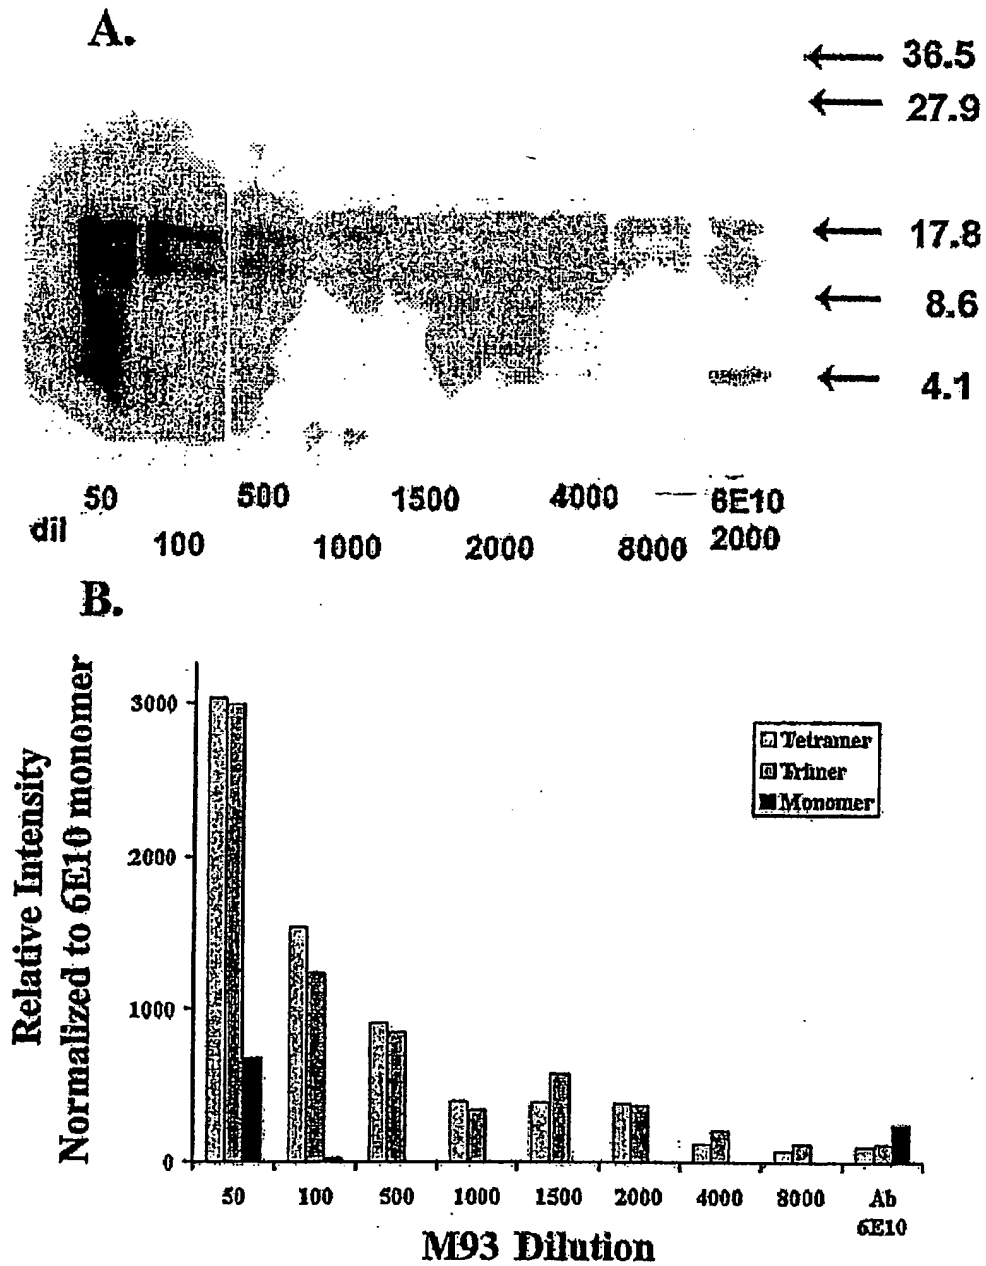 A.
36.5
27.9
17.8
8.6
4.1
50 500 1500 4000 6E10
dil 100 1000 2000 8000 2000
B.
Relative Intensity
Normalized to 6E10 monomer
3000
2000
1000
0
Tetramer
Trimer
Monomer
50 100 500 1000 1500 2000 4000 8000 Ab
6E10
M93 Dilution